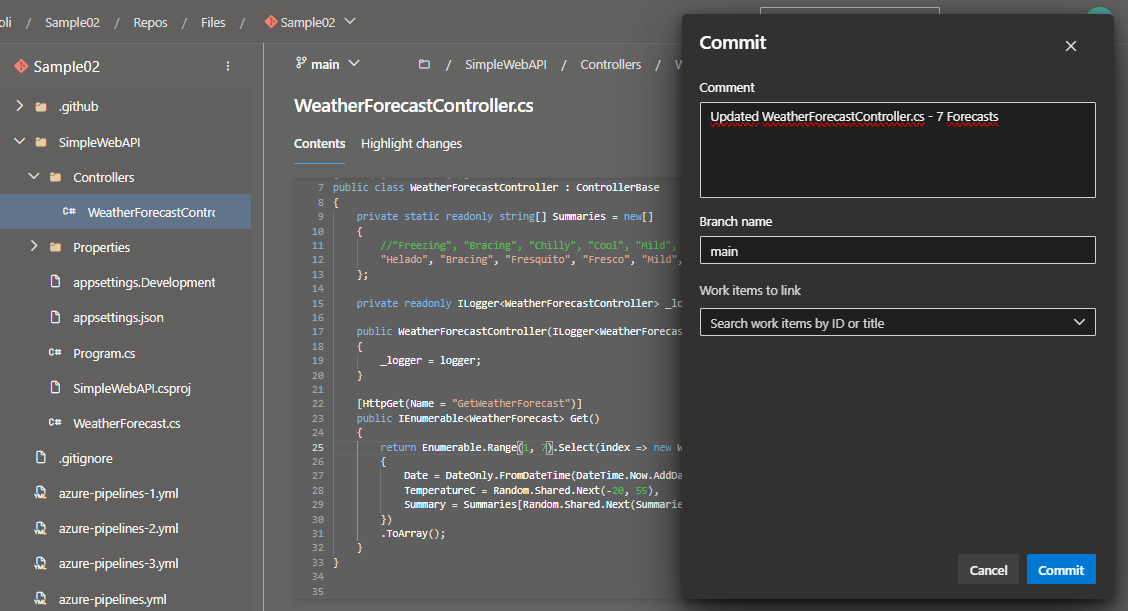 oli / Sample02 / Repos / Files / Sample02
Sample02
.github
SimpleWebAPI
Controllers
C# WeatherForecastContr
Properties
appsettings.Development
appsettings.json
C# Program.cs
SimpleWebAPI.csproj
C# WeatherForecast.cs
.gitignore
YML azure-pipelines-1.yml
YML azure-pipelines-2.yml
YML azure-pipelines-3.yml
YML azure-pipelines.yml
main / SimpleWebAPI / Controllers / W
WeatherForecastController.cs
Contents Highlight changes
7 public class WeatherForecastController : ControllerBase
8 {
9 private static readonly string[] Summaries = new[]
10 {
11 //"Freezing", "Bracing", "Chilly", "Cool", "Mild",
12 "Helado", "Bracing", "Fresquito", "Fresco", "Mild",
13 };
14
15 private readonly ILogger<WeatherForecastController> _lo
16
17 public WeatherForecastController(ILogger<WeatherForecas
18 {
19 _logger = logger;
20 }
21
22 [HttpGet(Name = "GetWeatherForecast")]
23 public IEnumerable<WeatherForecast> Get()
24 {
25 return Enumerable.Range(1, 7).Select(index => new W
26 {
27 Date = DateOnly.FromDateTime(DateTime.Now.AddDa
28 TemperatureC = Random.Shared.Next(-20, 55),
29 Summary = Summaries[Random.Shared.Next(Summarie
30 })
31 .ToArray();
32 }
33 }
34
35
Commit
Comment
Updated WeatherForecastController.cs - 7 Forecasts
Branch name
main
Work items to link
Search work items by ID or title
Cancel Commit